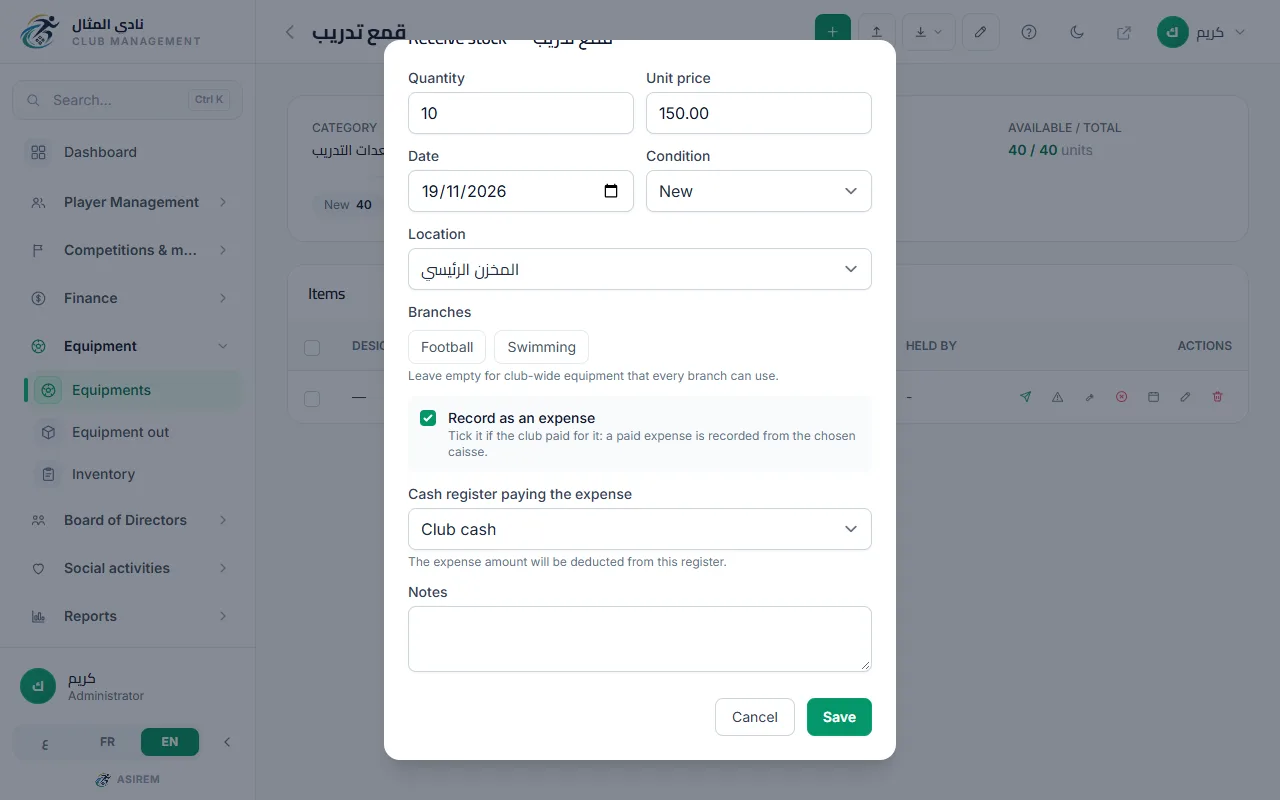 نادي المثال
CLUB MANAGEMENT
Search...
Ctrl K
Dashboard
Player Management
Competitions & m...
Finance
Equipment
Equipments
Equipment out
Inventory
Board of Directors
Social activities
Reports
كريم
Administrator
ع
FR
EN
ASIREM
قمع تدريب
ك
كريم
CATEGORY
معدات التدريب
New 40
AVAILABLE / TOTAL
40 / 40 units
Items
HELD BY
ACTIONS
—
-
Receive stock — قمع تدريب
Quantity
Unit price
10
150.00
Date
Condition
19/11/2026
New
Location
المخزن الرئيسي
Branches
Football
Swimming
Leave empty for club-wide equipment that every branch can use.
Record as an expense
Tick it if the club paid for it: a paid expense is recorded from the chosen
caisse.
Cash register paying the expense
Club cash
The expense amount will be deducted from this register.
Notes
Cancel
Save